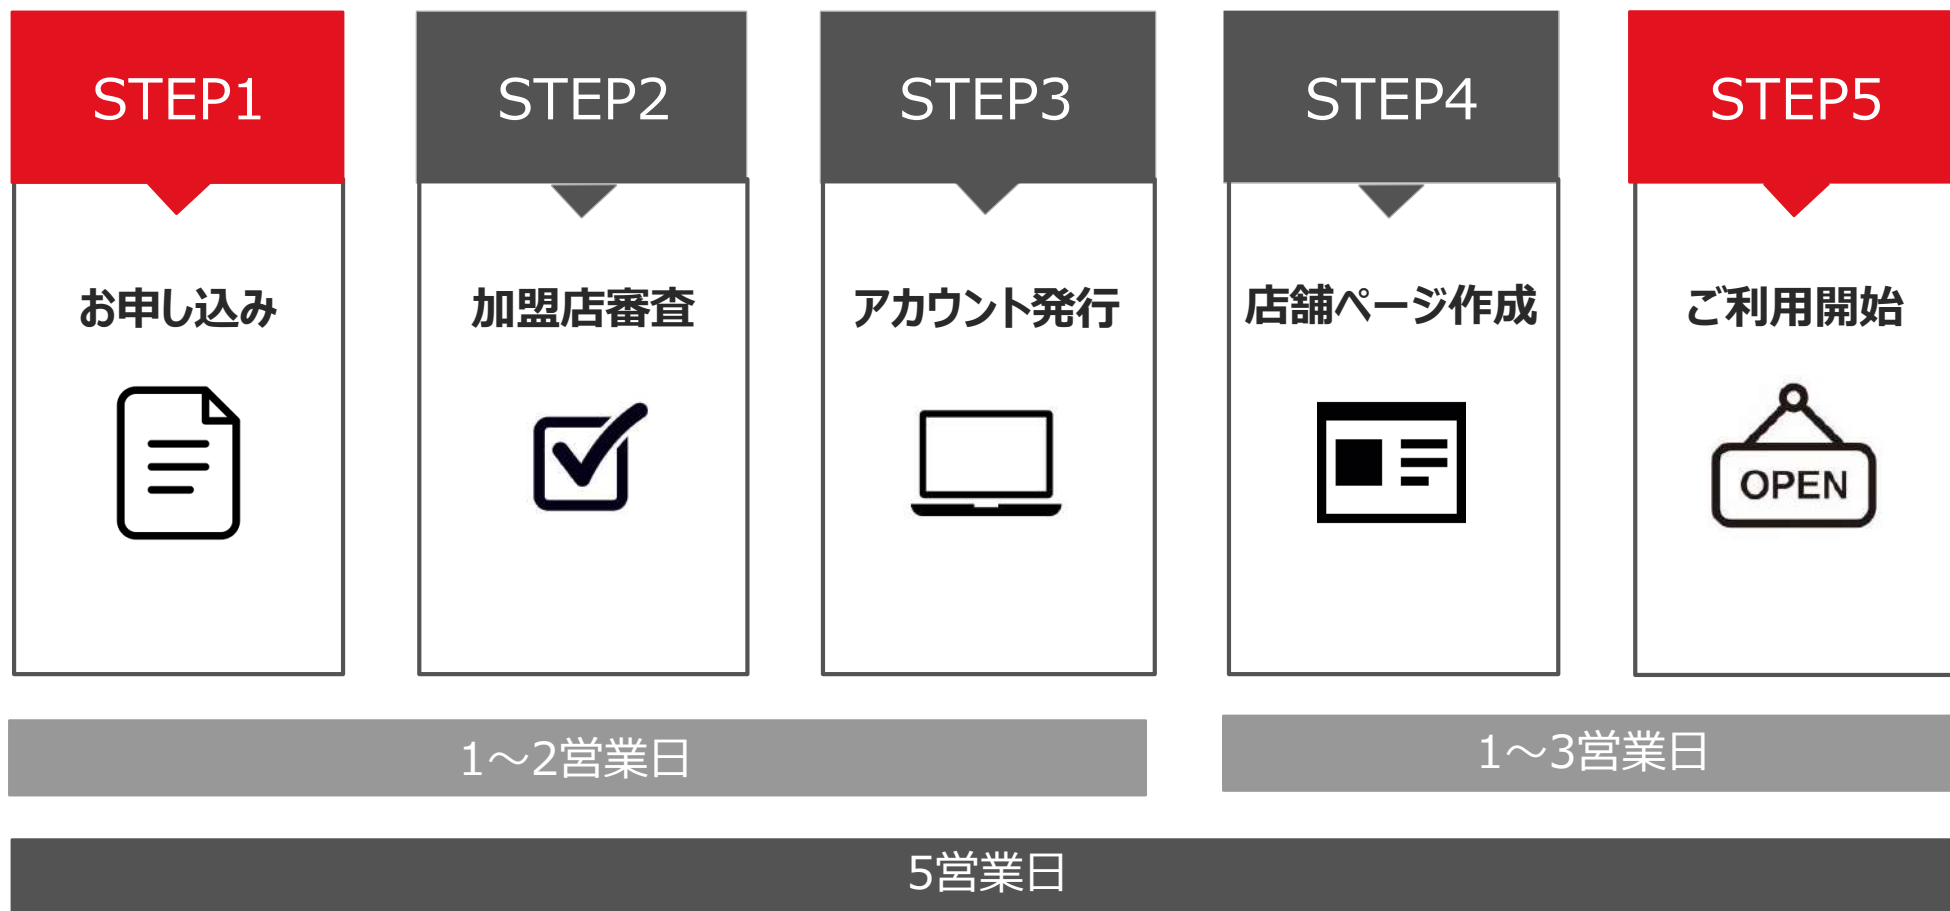 STEP1
STEP2
STEP3
STEP4
STEP5
お申し込み
加盟店審査
アカウント発行
店舗ページ作成
ご利用開始
OPEN
1～2営業日
1～3営業日
5営業日